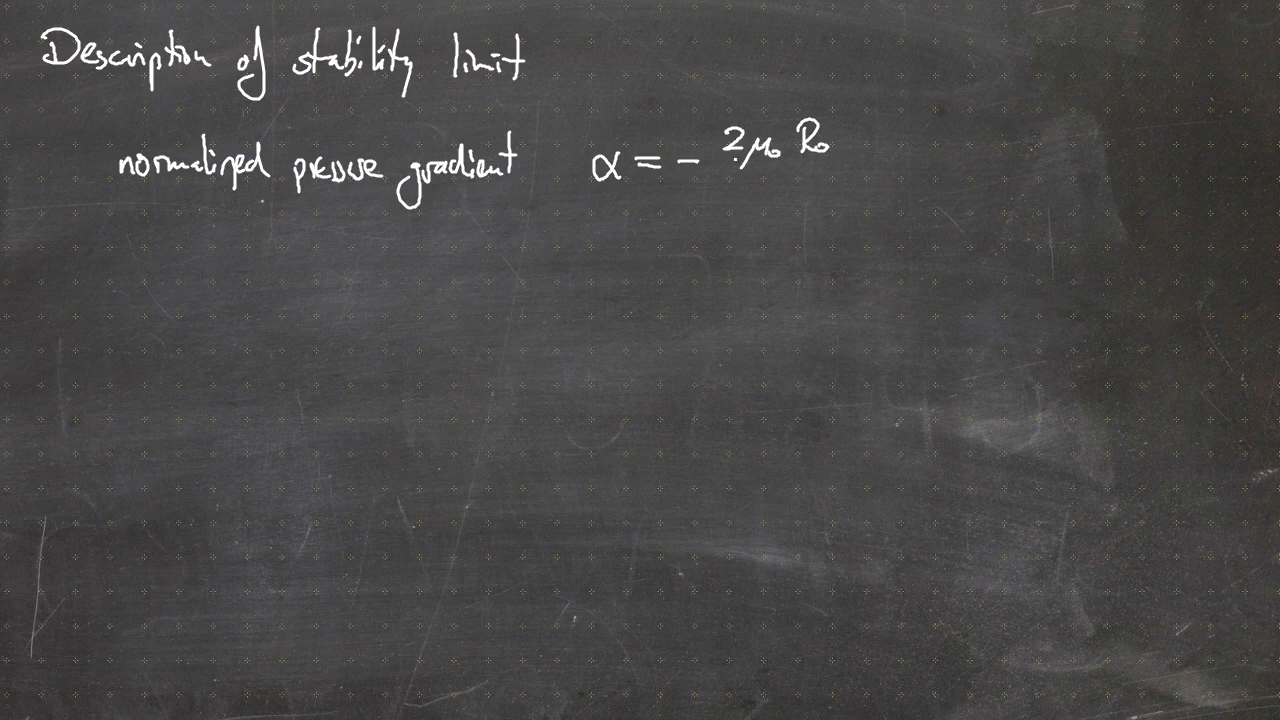 Description of stability limit
normalized pressure gradient α = - 2μ₀ R₀